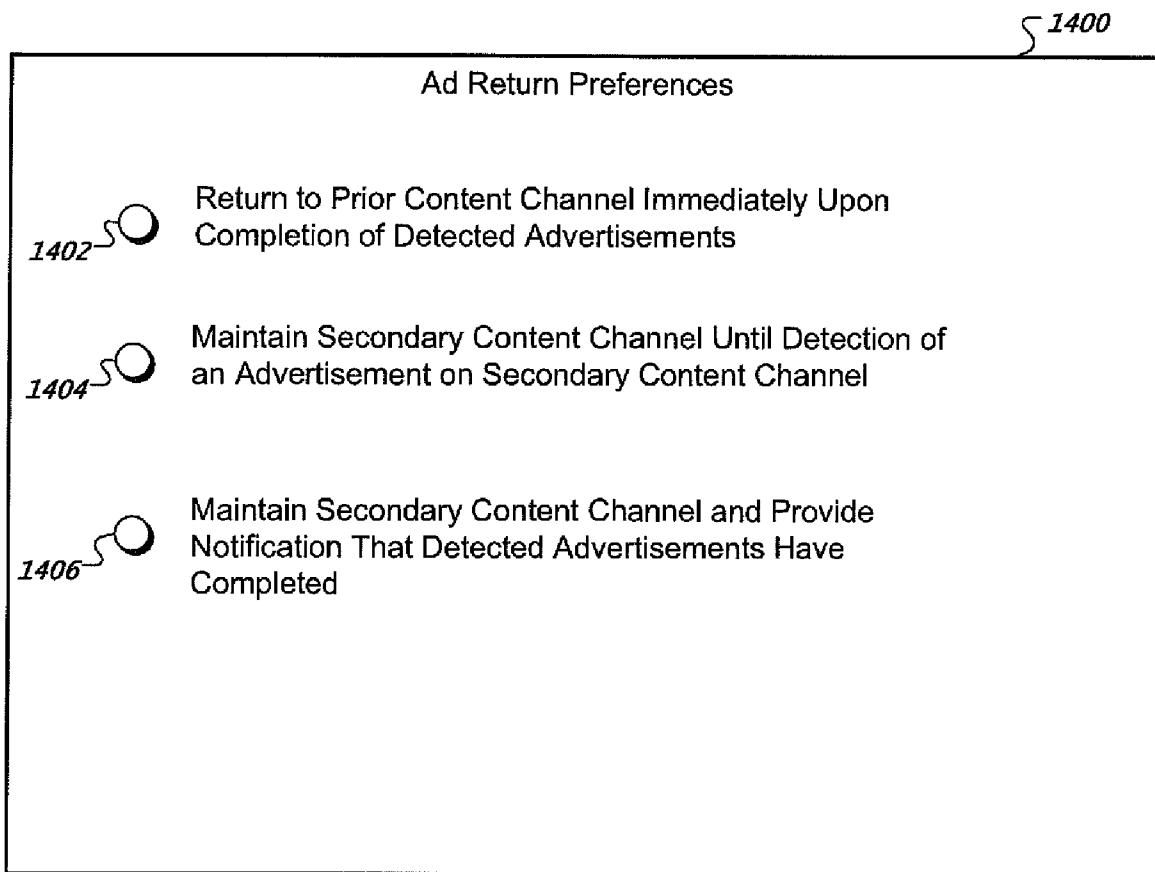 1400
Ad Return Preferences
Return to Prior Content Channel Immediately Upon
Completion of Detected Advertisements
1402
Maintain Secondary Content Channel Until Detection of
an Advertisement on Secondary Content Channel
1404
Maintain Secondary Content Channel and Provide
Notification That Detected Advertisements Have
Completed
1406